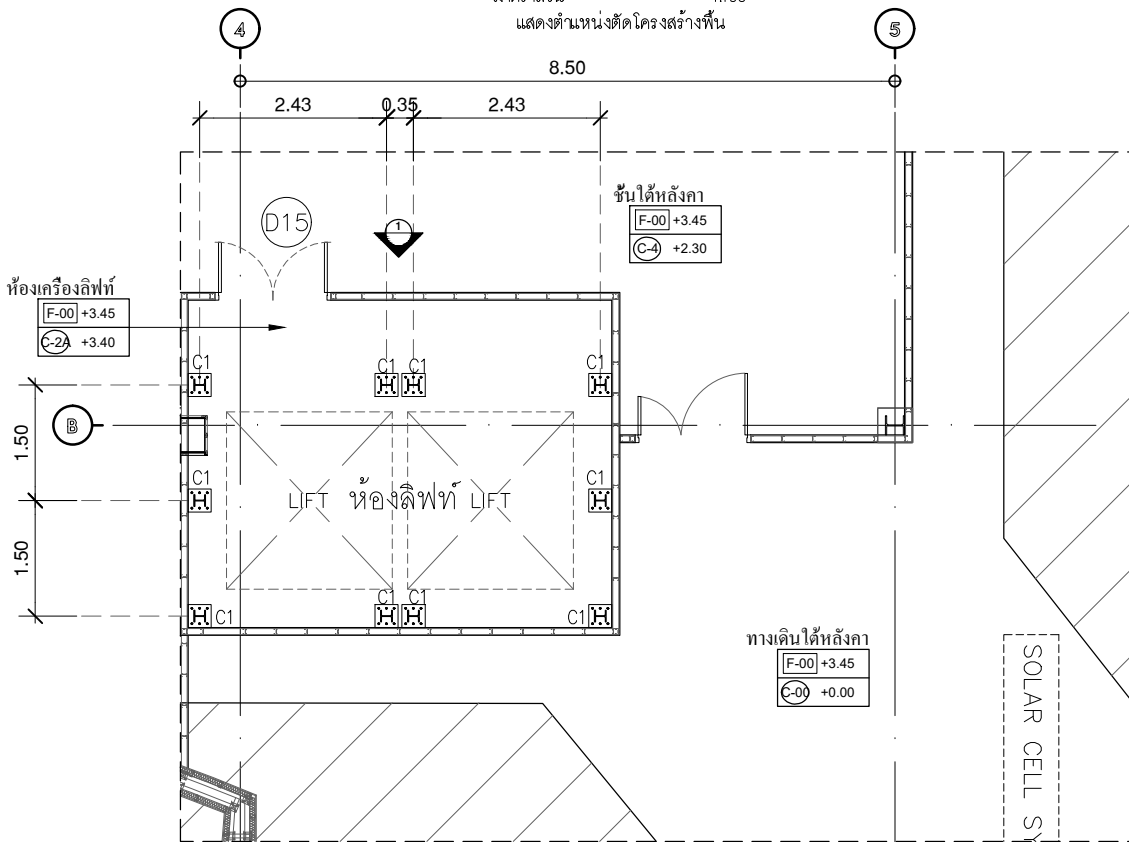 แสดงตำแหน่งตัดโครงสร้างพื้น
4
5
8.50
2.43
0.35
2.43
D15
1
ชั้นใต้หลังคา
F-00 +3.45
C-4 +2.30
ห้องเครื่องลิฟท์
F-00 +3.45
C-2A +3.40
C1
C1
C1
C1
B
1.50
C1
C1
LIFT ห้องลิฟท์ LIFT
1.50
C1
C1
C1
C1
ทางเดินใต้หลังคา
F-00 +3.45
C-00 +0.00
SOLAR CELL SY